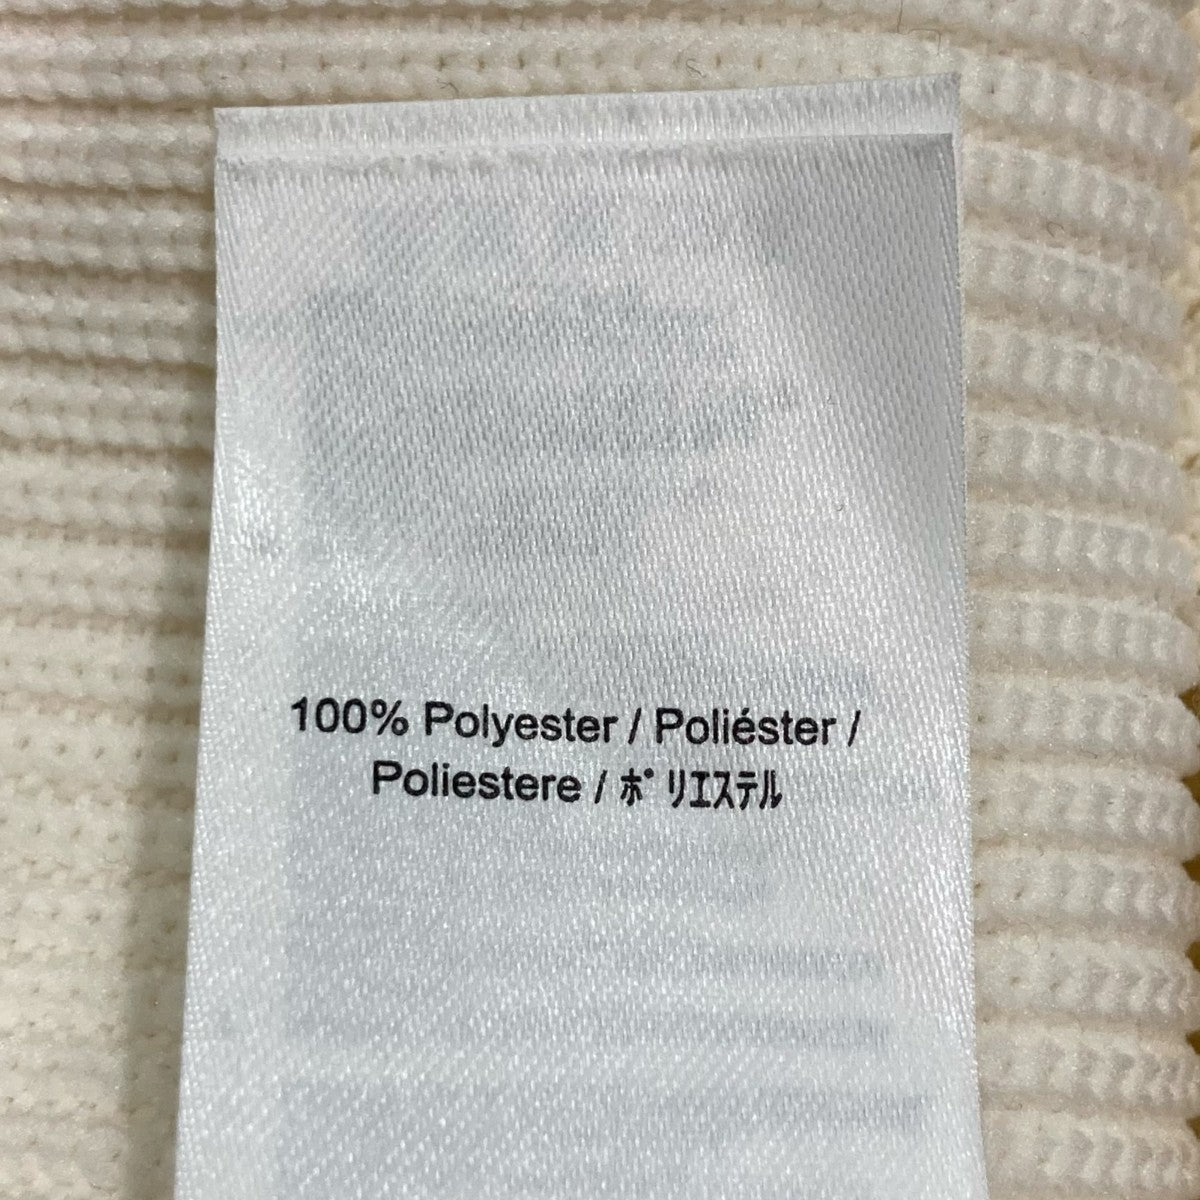 100% Polyester / Poliéster /
Poliestere / ポリエステル